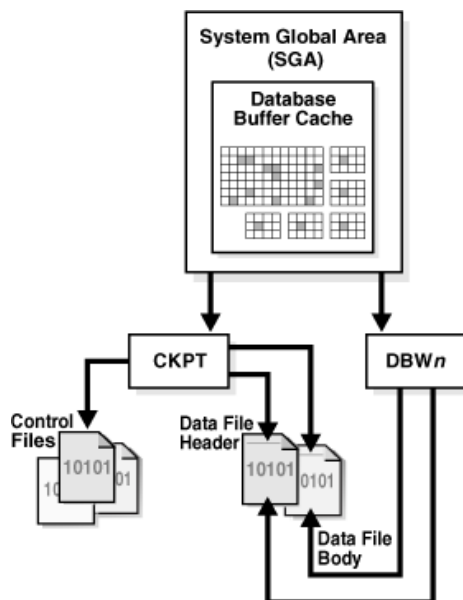 System Global Area
(SGA)
Database
Buffer Cache
CKPT
DBWn
Control
Files
Data File
Header
10101
10
01
10101
0101
Data File
Body